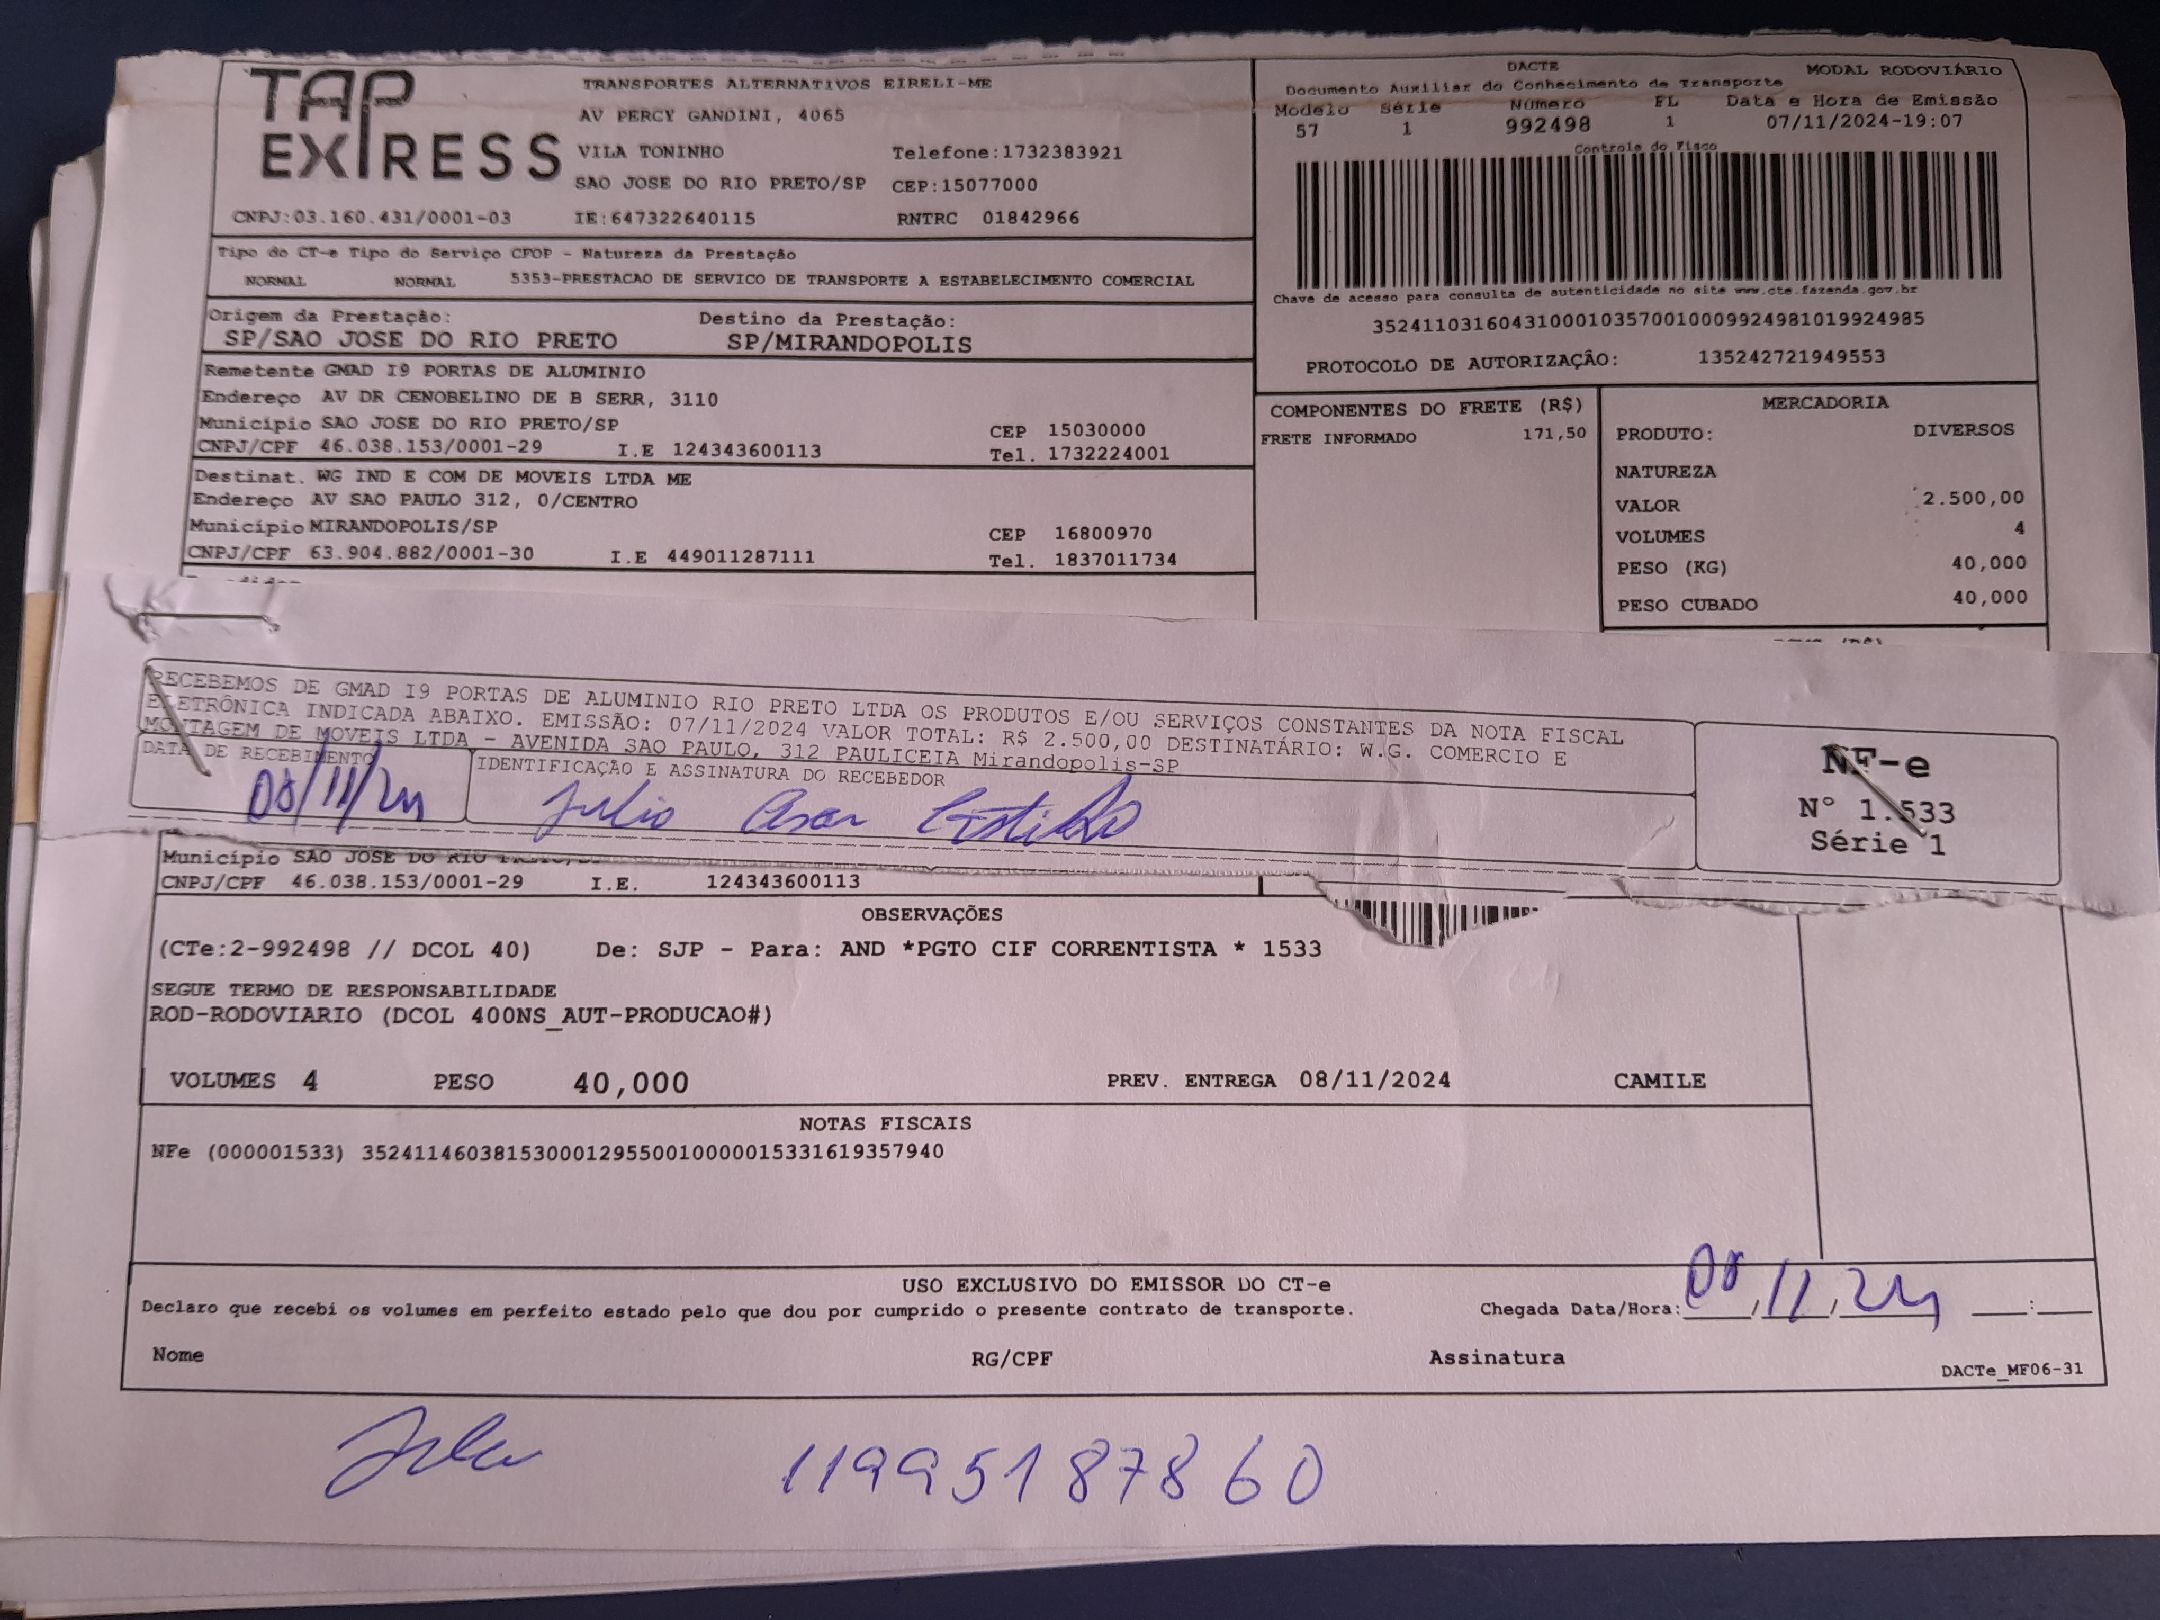 TAP EXPRESS
TRANSPORTES ALTERNATIVOS EIRELI-ME
AV PERCY GANDINI, 4065
VILA TONINHO Telefone:1732383921
SAO JOSE DO RIO PRETO/SP CEP:15077000
CNPJ:03.160.431/0001-03 IE:647322640115 RNTRC 01842966
DACTE MODAL RODOVIÁRIO
Documento Auxiliar do Conhecimento de Transporte
Modelo Série Número FL Data e Hora de Emissão
57 1 992498 1 07/11/2024-19:07
Controle do Fisco
Chave de acesso para consulta de autenticidade no site www.cte.fazenda.gov.br
35241103160431000103570010009924981019924985
PROTOCOLO DE AUTORIZAÇÂO: 135242721949553
Tipo do CT-e Tipo do Serviço CFOP - Natureza da Prestação
NORMAL NORMAL 5353-PRESTACAO DE SERVICO DE TRANSPORTE A ESTABELECIMENTO COMERCIAL
Origem da Prestação: Destino da Prestação:
SP/SAO JOSE DO RIO PRETO SP/MIRANDOPOLIS
Remetente GMAD I9 PORTAS DE ALUMINIO
Endereço AV DR CENOBELINO DE B SERR, 3110
Município SAO JOSE DO RIO PRETO/SP CEP 15030000
CNPJ/CPF 46.038.153/0001-29 I.E 124343600113 Tel. 1732224001
Destinat. WG IND E COM DE MOVEIS LTDA ME
Endereço AV SAO PAULO 312, 0/CENTRO
Município MIRANDOPOLIS/SP CEP 16800970
CNPJ/CPF 63.904.882/0001-30 I.E 449011287111 Tel. 1837011734
COMPONENTES DO FRETE (R$)
FRETE INFORMADO 171,50
MERCADORIA
PRODUTO: DIVERSOS
NATUREZA
VALOR 2.500,00
VOLUMES 4
PESO (KG) 40,000
PESO CUBADO 40,000
RECEBEMOS DE GMAD I9 PORTAS DE ALUMINIO RIO PRETO LTDA OS PRODUTOS E/OU SERVIÇOS CONSTANTES DA NOTA FISCAL
ELETRÔNICA INDICADA ABAIXO. EMISSÃO: 07/11/2024 VALOR TOTAL: R$ 2.500,00 DESTINATÁRIO: W.G. COMERCIO E
MONTAGEM DE MOVEIS LTDA - AVENIDA SAO PAULO, 312 PAULICEIA Mirandopolis-SP
DATA DE RECEBIMENTO IDENTIFICAÇÃO E ASSINATURA DO RECEBEDOR
08/11/24 Julio Cesar
NF-e
Nº 1.533
Série 1
Município SAO JOSE DO RIO
CNPJ/CPF 46.038.153/0001-29 I.E. 124343600113
OBSERVAÇÕES
(CTe:2-992498 // DCOL 40) De: SJP - Para: AND *PGTO CIF CORRENTISTA * 1533
SEGUE TERMO DE RESPONSABILIDADE
ROD-RODOVIARIO (DCOL 400NS_AUT-PRODUCAO#)
VOLUMES 4 PESO 40,000 PREV. ENTREGA 08/11/2024 CAMILE
NOTAS FISCAIS
NFe (000001533) 35241146038153000129550010000015331619357940
USO EXCLUSIVO DO EMISSOR DO CT-e
Declaro que recebi os volumes em perfeito estado pelo que dou por cumprido o presente contrato de transporte. Chegada Data/Hora: 08/11/24 ___:___
Nome RG/CPF Assinatura
DACTe_MF06-31
11995187860